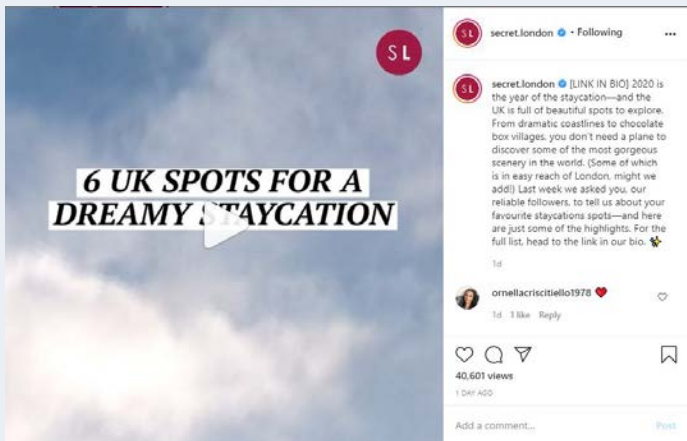 SL
6 UK SPOTS FOR A
DREAMY STAYCATION
SL
secret.london • Following
SL
secret.london [LINK IN BIO] 2020 is
the year of the staycation—and the
UK is full of beautiful spots to explore.
From dramatic coastlines to chocolate
box villages, you don't need a plane to
discover some of the most gorgeous
scenery in the world. (Some of which
is in easy reach of London, might we
add!) Last week we asked you, our
reliable followers, to tell us about your
favourite staycations spots—and here
are just some of the highlights. For the
full list, head to the link in our bio.
1d
ornellacriscitiello1978
1d 1 like Reply
40,601 views
1 DAY AGO
Add a comment... Post